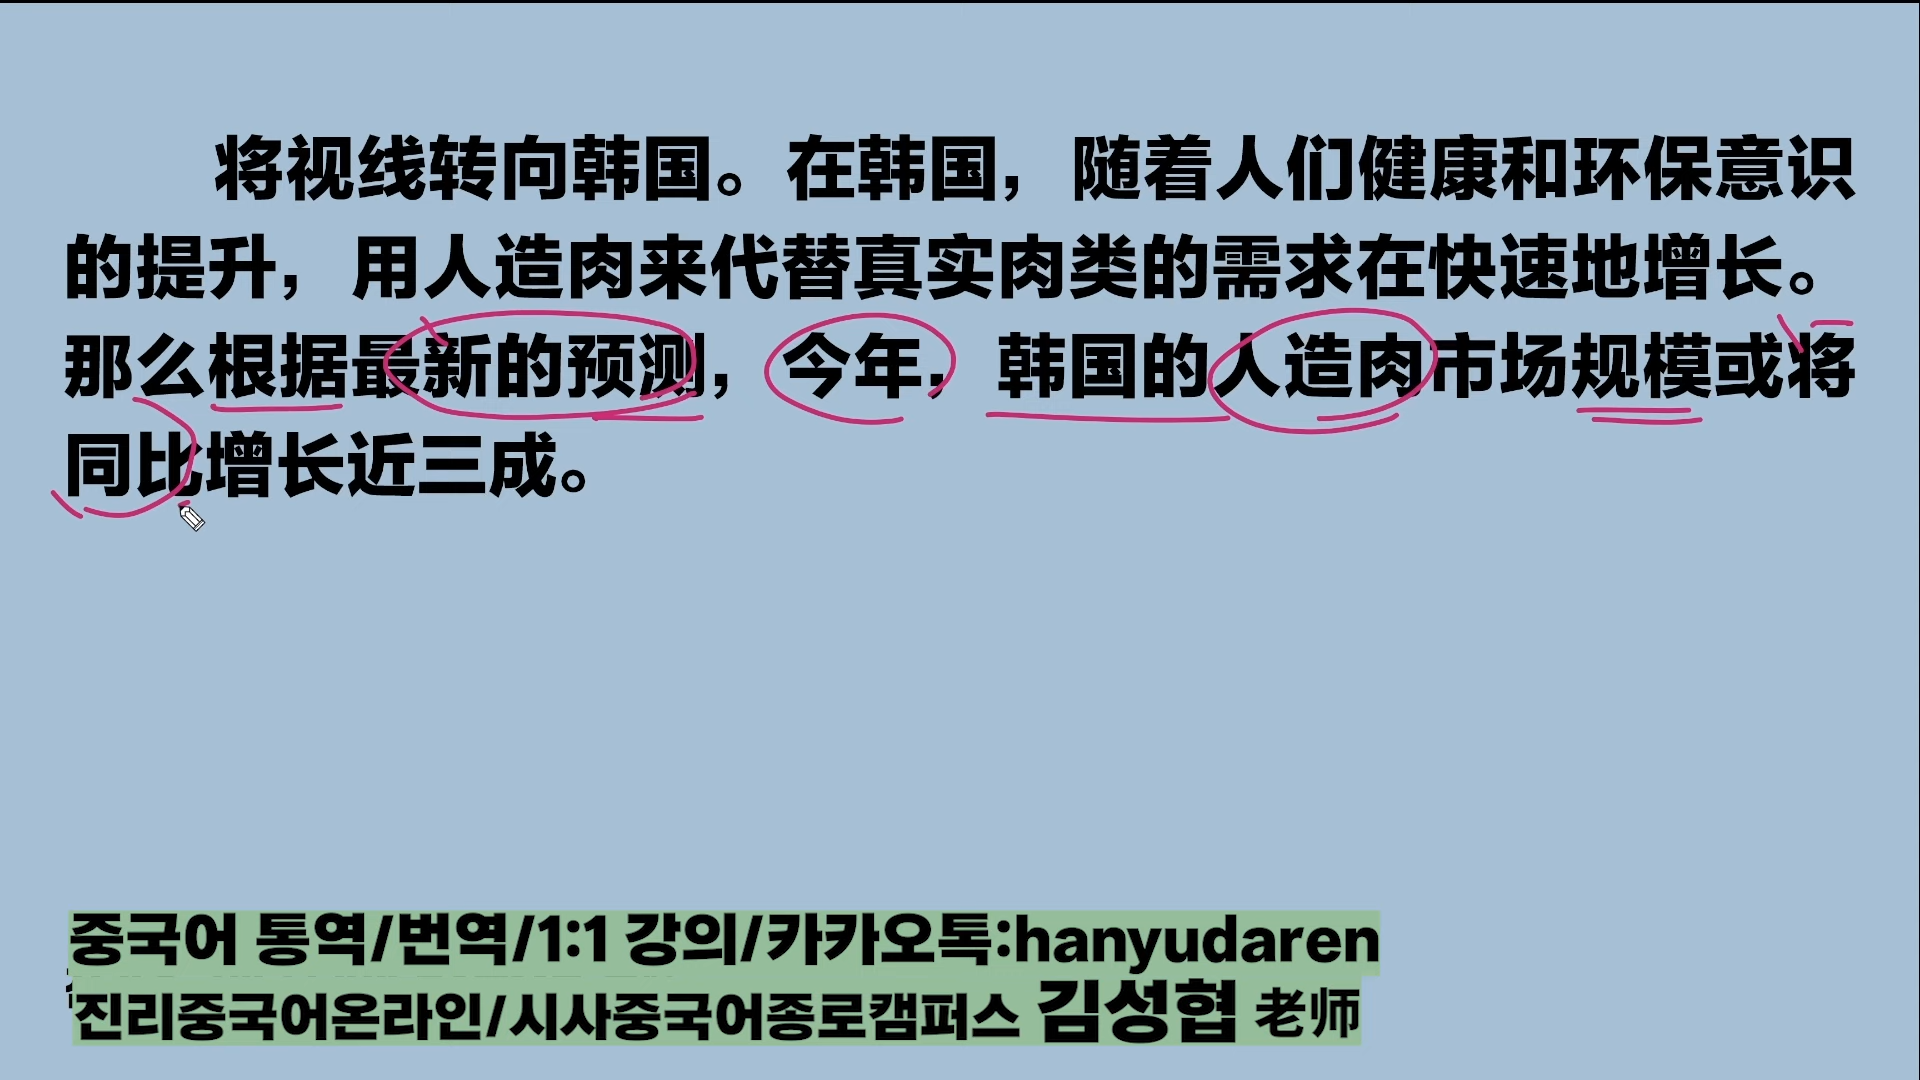 将视线转向韩国。在韩国，随着人们健康和环保意识
的提升，用人造肉来代替真实肉类的需求在快速地增长。
那么根据最新的预测，今年，韩国的人造肉市场规模或将
同比增长近三成。
중국어 통역/번역/1:1 강의/카카오톡:hanyudaren
진리중국어온라인/시사중국어종로캠퍼스 김성협 老师